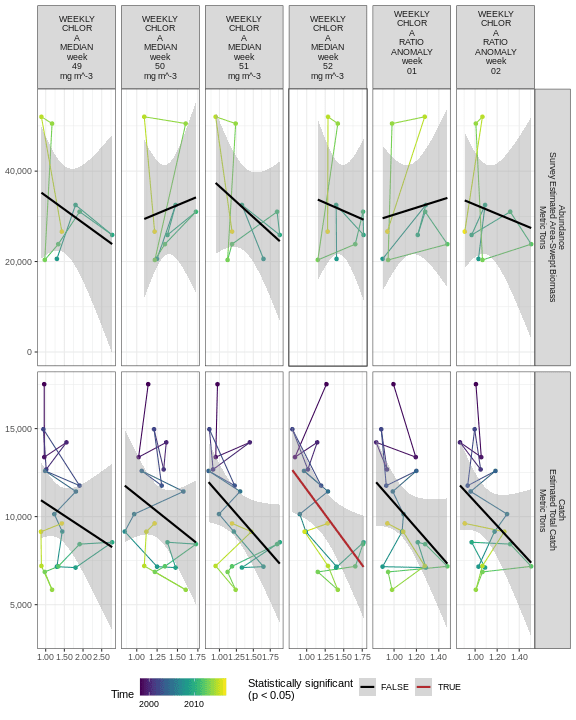 WEEKLY
CHLOR
A
MEDIAN
week
49
mg m^-3
WEEKLY
CHLOR
A
MEDIAN
week
50
mg m^-3
WEEKLY
CHLOR
A
MEDIAN
week
51
mg m^-3
WEEKLY
CHLOR
A
MEDIAN
week
52
mg m^-3
WEEKLY
CHLOR
A
RATIO
ANOMALY
week
01
WEEKLY
CHLOR
A
RATIO
ANOMALY
week
02
40,000
20,000
0
Abundance
Survey Estimated Area-Swept Biomass
Metric Tons
15,000
10,000
5,000
Catch
Estimated Total Catch
Metric Tons
1.00 1.50 2.00 2.50
1.00 1.25 1.50 1.75
1.00 1.25 1.50 1.75
1.00 1.25 1.50 1.75
1.00 1.20 1.40
1.00 1.20 1.40
Time
2000 2010
Statistically significant
(p < 0.05)
FALSE
TRUE